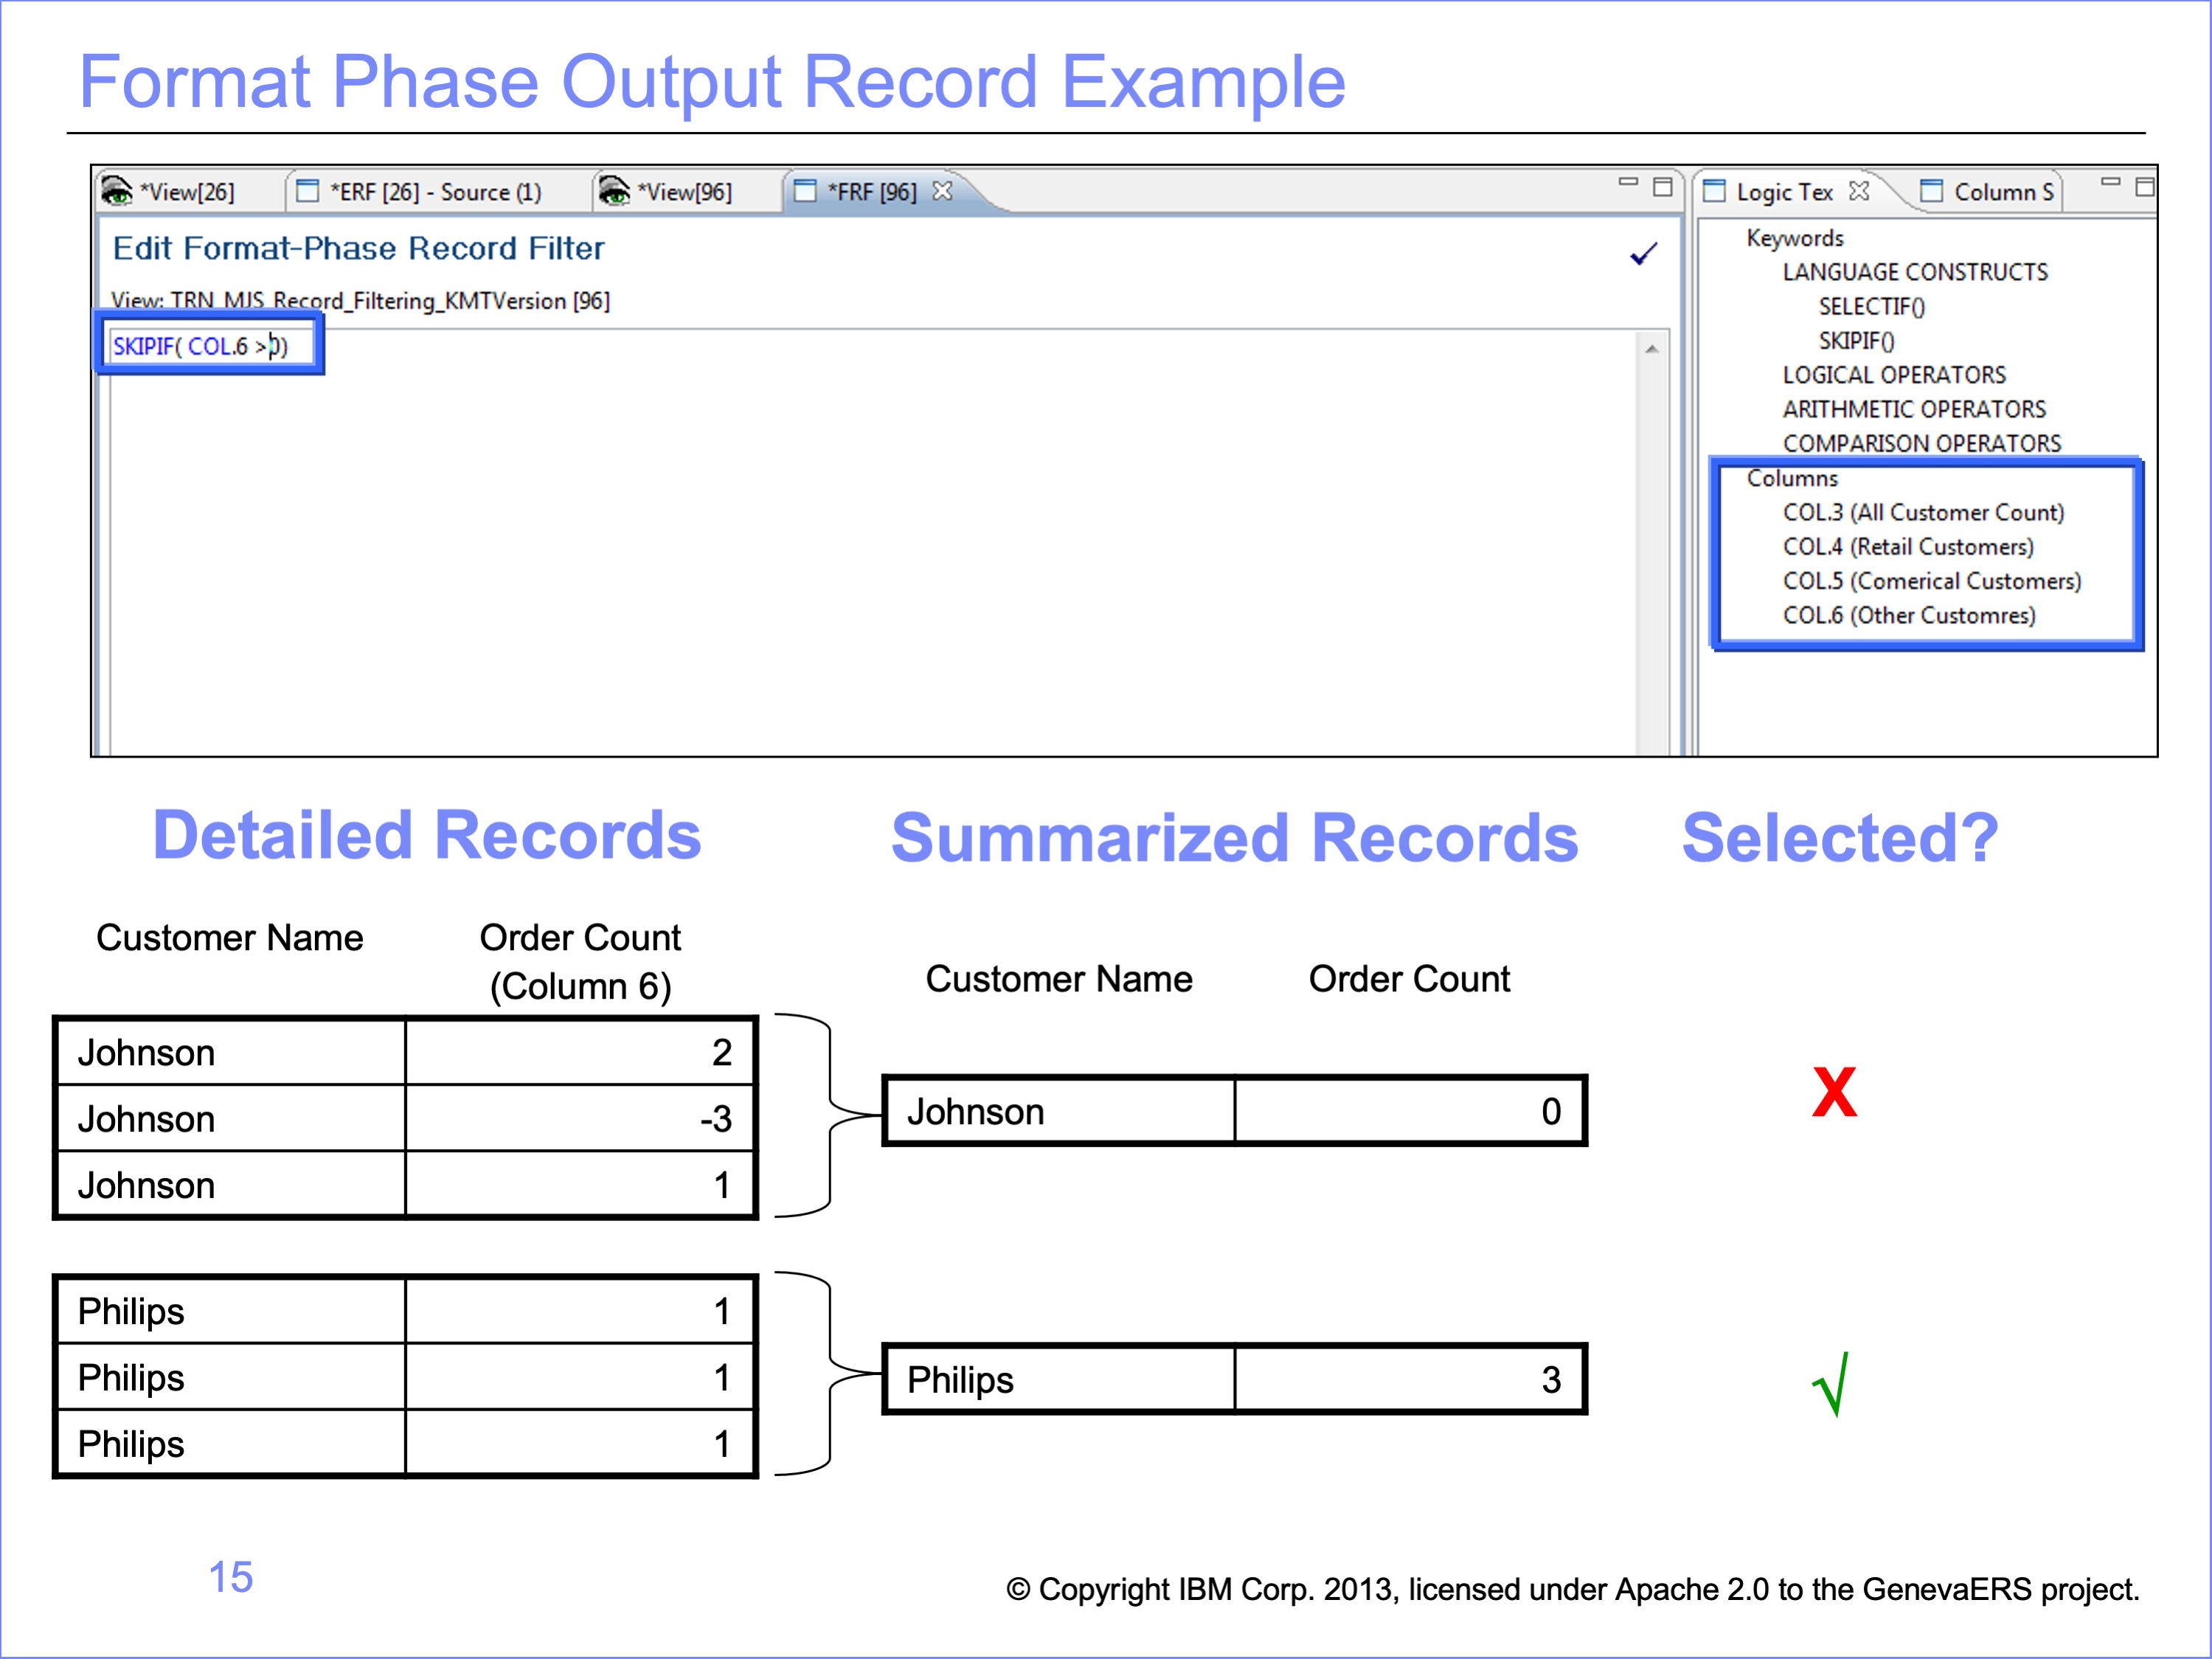 Format Phase Output Record Example
*View[26] *ERF [26] - Source (1) *View[96] *FRF [96]
Edit Format-Phase Record Filter
View: TRN_MJS_Record_Filtering_KMTVersion [96]
SKIPIF( COL.6 >0)
Logic Tex Column S
Keywords
LANGUAGE CONSTRUCTS
SELECTIF()
SKIPIF()
LOGICAL OPERATORS
ARITHMETIC OPERATORS
COMPARISON OPERATORS
Columns
COL.3 (All Customer Count)
COL.4 (Retail Customers)
COL.5 (Comerical Customers)
COL.6 (Other Customres)
Detailed Records Summarized Records Selected?
Customer Name Order Count
(Column 6)
Johnson 2
Johnson -3
Johnson 1
Philips 1
Philips 1
Philips 1
Customer Name Order Count
Johnson 0
X
Philips 3
√
15
© Copyright IBM Corp. 2013, licensed under Apache 2.0 to the GenevaERS project.